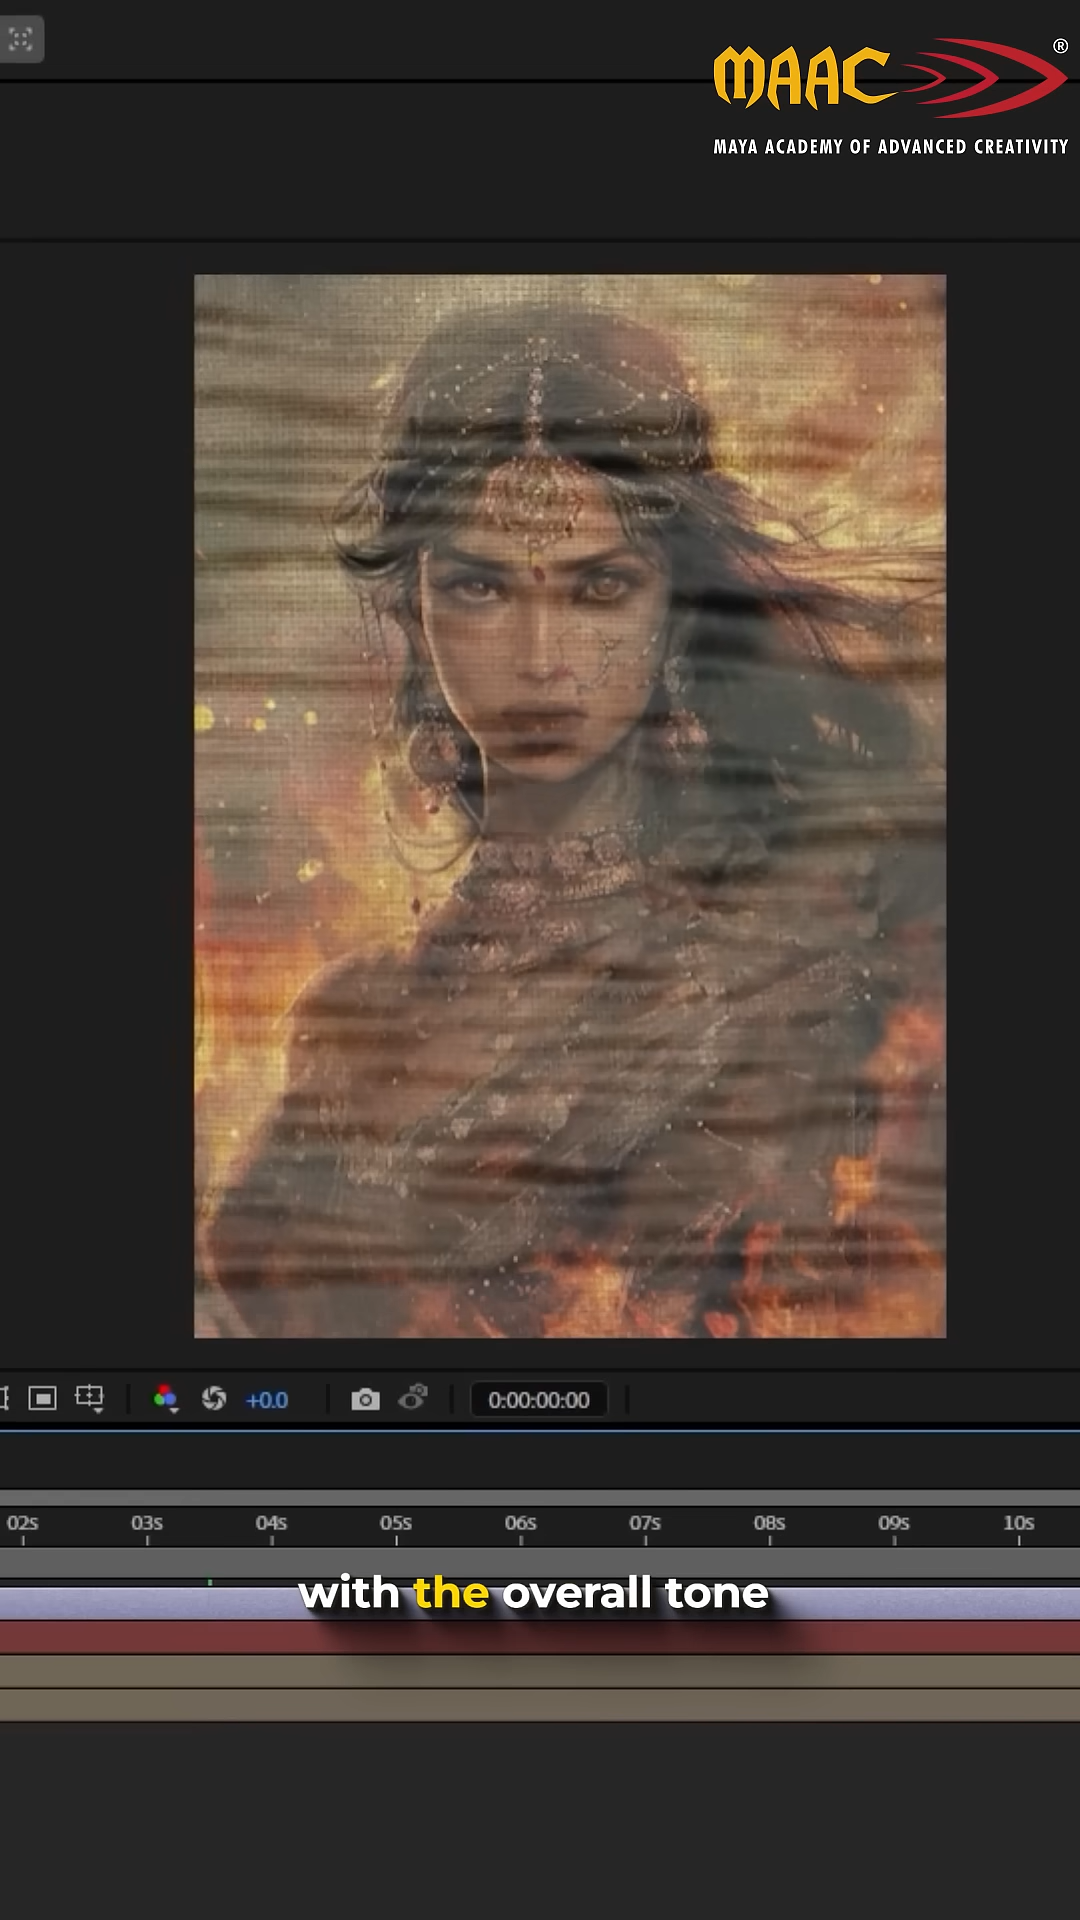 MAAC ®
MAYA ACADEMY OF ADVANCED CREATIVITY
+0.0
0:00:00:00
02s 03s 04s 05s 06s 07s 08s 09s 10s
with the overall tone